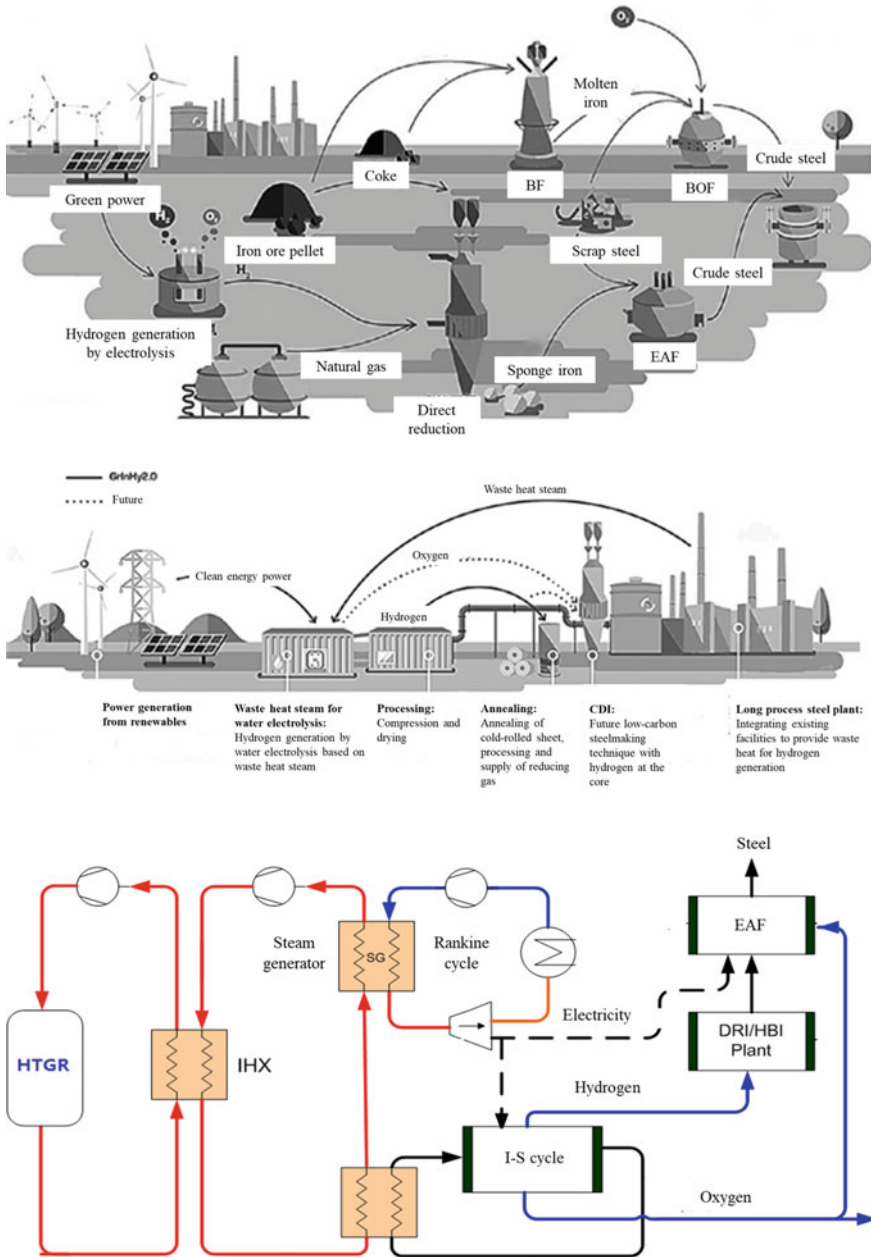 O₂
Molten
iron
Coke
Crude steel
BF
BOF
Green power
H₂
O₂
Iron ore pellet
Scrap steel
H₂
Crude steel
Hydrogen generation
by electrolysis
Natural gas
Sponge iron
EAF
Direct
reduction
GrInHy2.0
Future
Waste heat steam
Oxygen
Clean energy power
Hydrogen
Power generation
from renewables
Waste heat steam for
water electrolysis:
Hydrogen generation by
water electrolysis based on
waste heat steam
Processing:
Compression and
drying
Annealing:
Annealing of
cold-rolled sheet,
processing and
supply of reducing
gas
CDI:
Future low-carbon
steelmaking
technique with
hydrogen at the
core
Long process steel plant:
Integrating existing
facilities to provide waste
heat for hydrogen
generation
Steel
EAF
Steam
generator
SG
Rankine
cycle
Electricity
HTGR
IHX
DRI/HBI
Plant
Hydrogen
I-S cycle
Oxygen